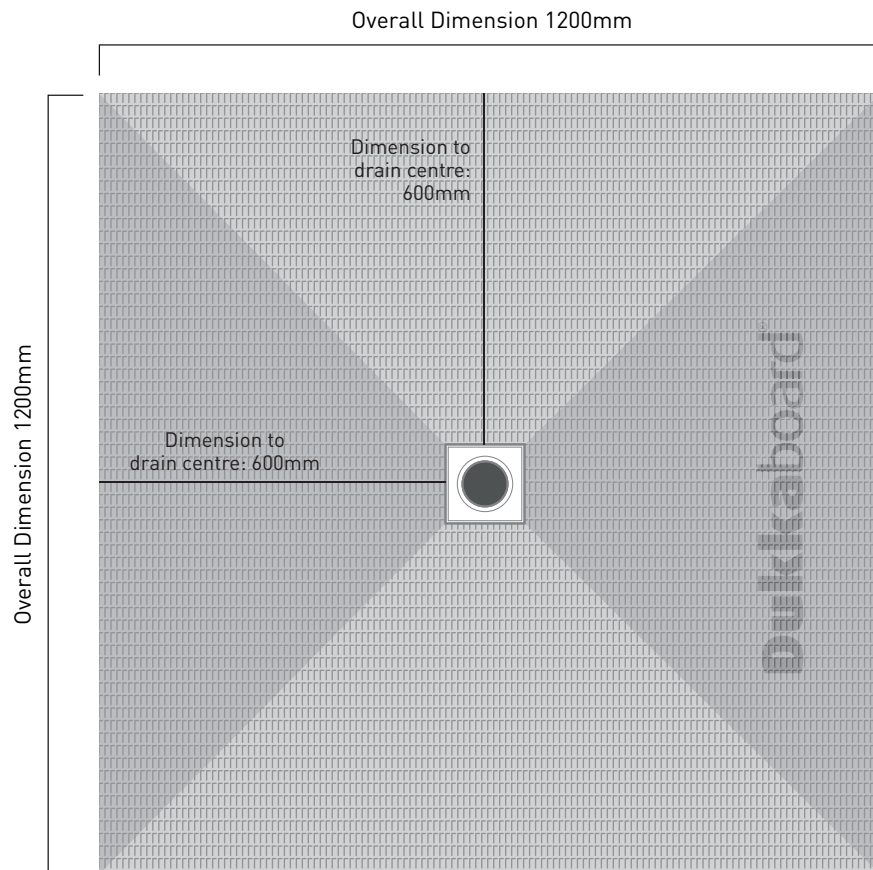 Overall Dimension 1200mm
Dimension to
drain centre:
600mm
Overall Dimension 1200mm
Dimension to
drain centre: 600mm
Dukkaboard®